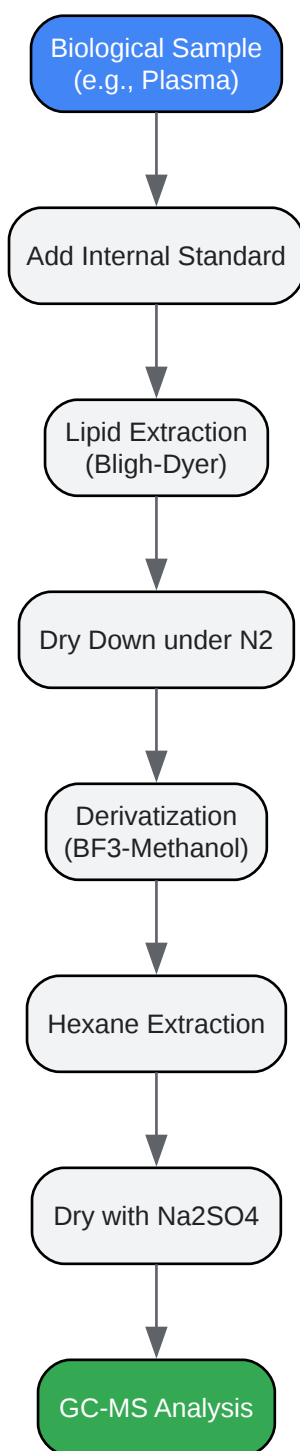 Biological Sample
(e.g., Plasma)
Add Internal Standard
Lipid Extraction
(Bligh-Dyer)
Dry Down under N2
Derivatization
(BF3-Methanol)
Hexane Extraction
Dry with Na2SO4
GC-MS Analysis